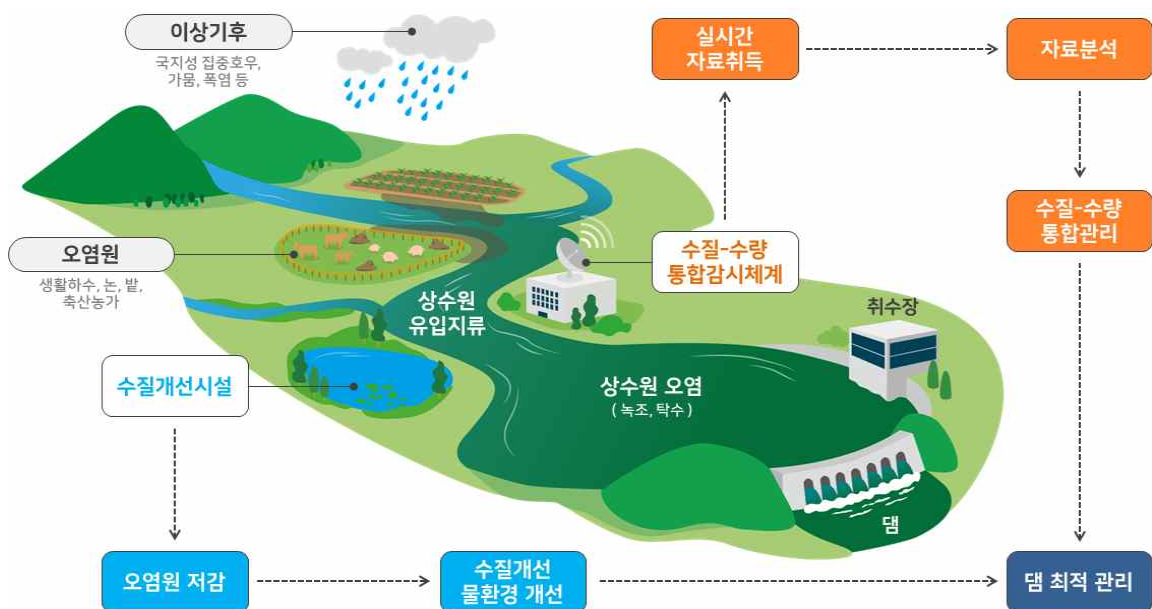 이상기후
국지성 집중호우,
가뭄, 폭염 등
실시간
자료취득
자료분석
수질-수량
통합관리
오염원
생활하수, 논, 밭,
축산농가
수질-수량
통합감시체계
상수원
유입지류
취수장
수질개선시설
상수원 오염
( 녹조, 탁수 )
댐
오염원 저감
수질개선
물환경 개선
댐 최적 관리